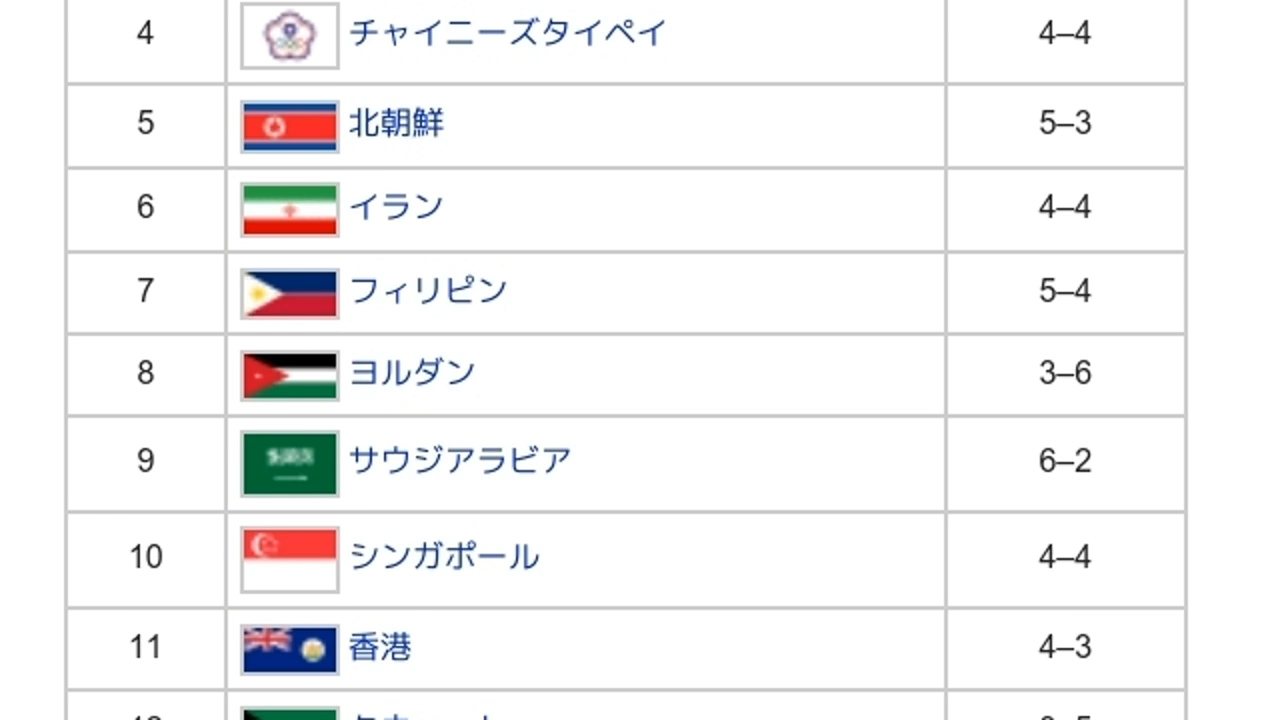 4 チャイニーズタイペイ 4–4
5 北朝鮮 5–3
6 イラン 4–4
7 フィリピン 5–4
8 ヨルダン 3–6
9 サウジアラビア 6–2
10 シンガポール 4–4
11 香港 4–3